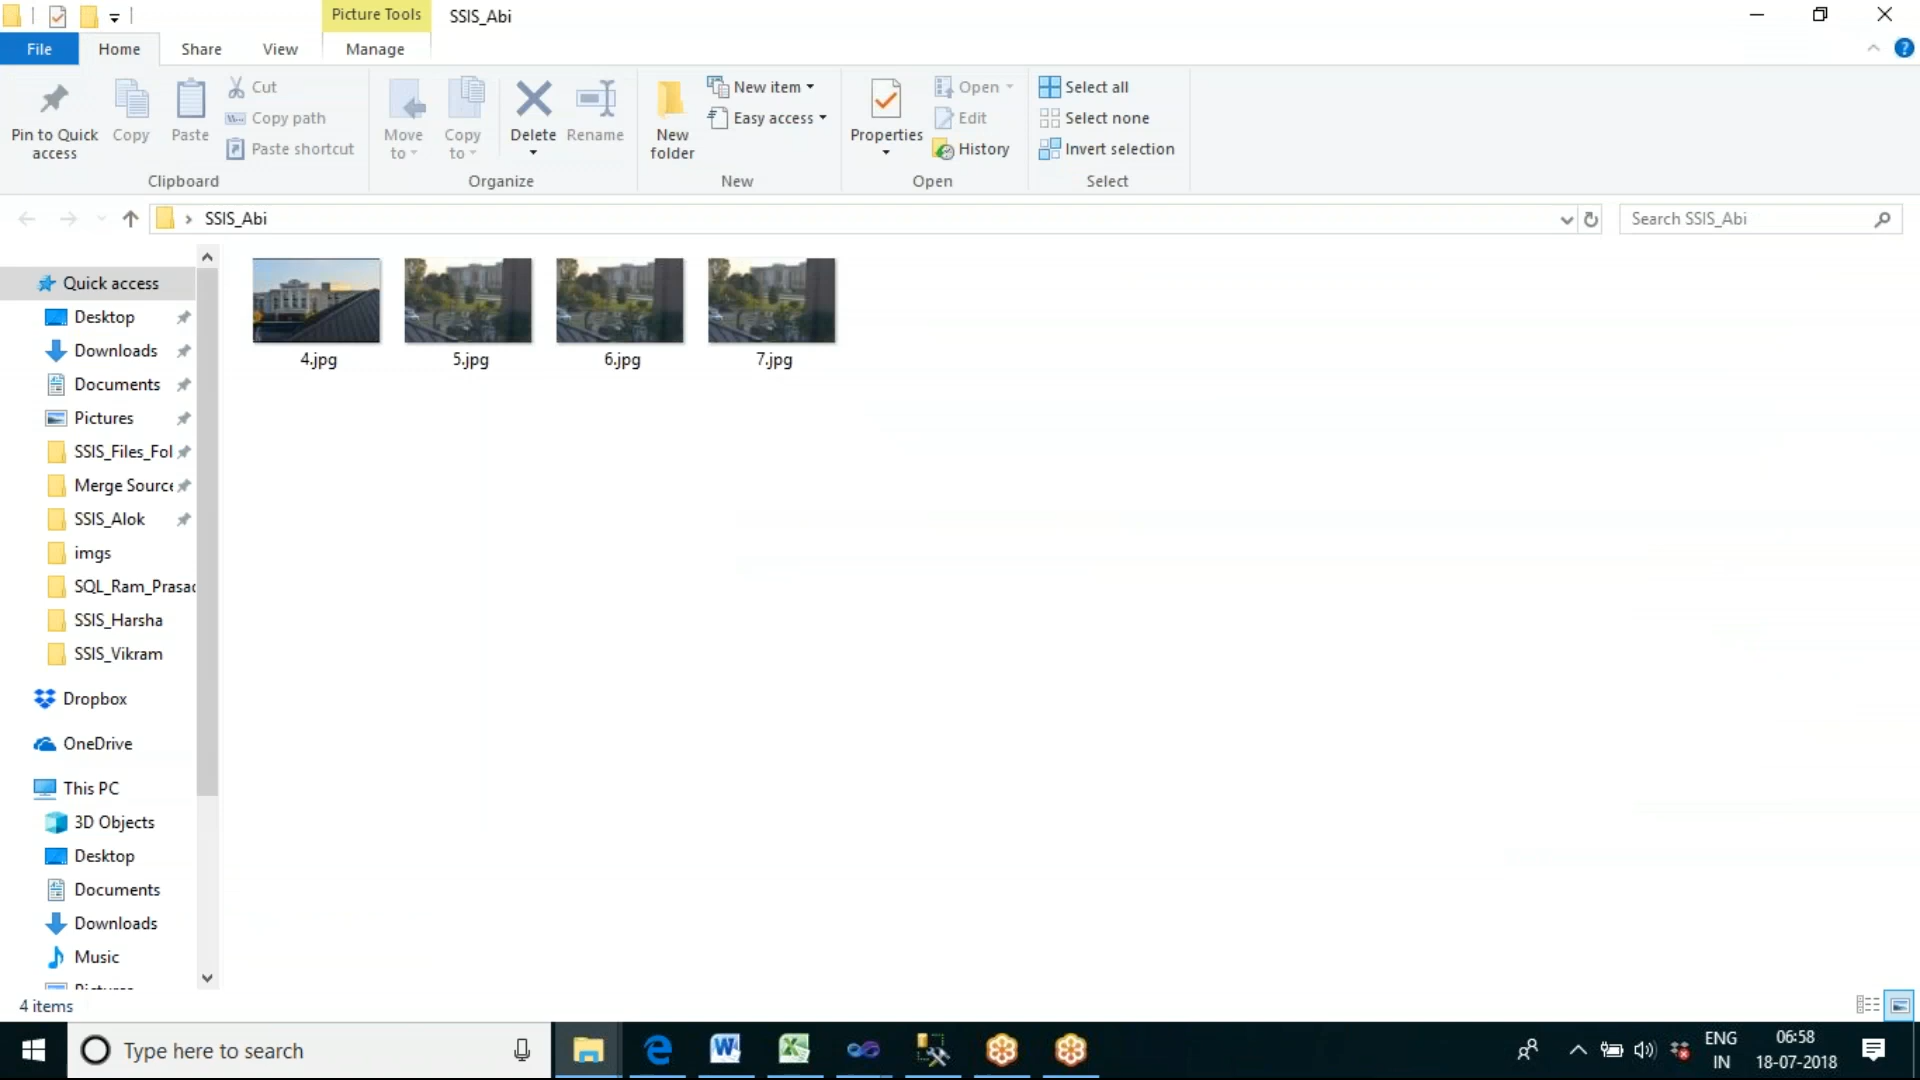 Picture Tools
SSIS_Abi
File
Home
Share
View
Manage
Pin to Quick access
Copy
Paste
Cut
Copy path
Paste shortcut
Clipboard
Move to
Copy to
Delete
Rename
Organize
New folder
New item
Easy access
New
Properties
Open
Edit
History
Open
Select all
Select none
Invert selection
Select
SSIS_Abi
Search SSIS_Abi
Quick access
Desktop
Downloads
Documents
Pictures
SSIS_Files_Fol
Merge Source
SSIS_Alok
imgs
SQL_Ram_Prasad
SSIS_Harsha
SSIS_Vikram
Dropbox
OneDrive
This PC
3D Objects
Desktop
Documents
Downloads
Music
Pictures
4.jpg
5.jpg
6.jpg
7.jpg
4 items
Type here to search
ENG
IN
06:58
18-07-2018